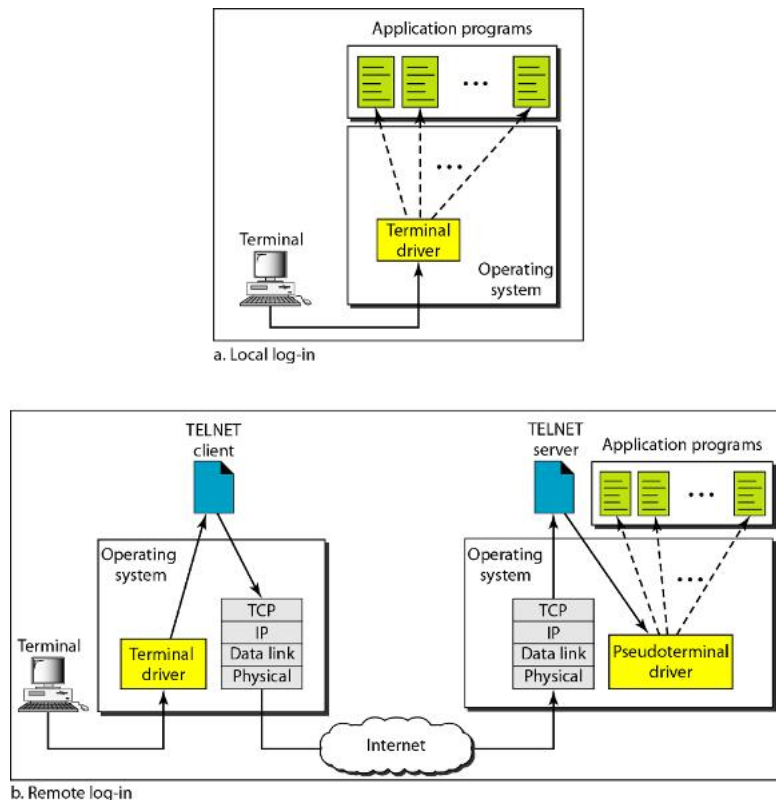 Application programs
Terminal
Terminal
driver
Operating
system
a. Local log-in
TELNET
client
TELNET
server
Application programs
Operating
system
Operating
system
Terminal
Terminal
driver
TCP
IP
Data link
Physical
TCP
IP
Data link
Physical
Pseudoterminal
driver
Internet
b. Remote log-in